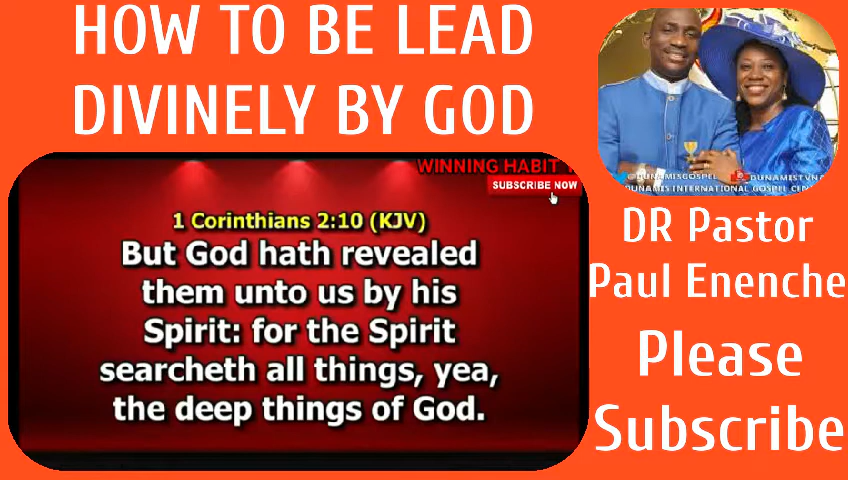 HOW TO BE LEAD
DIVINELY BY GOD
WINNING HABIT
SUBSCRIBE NOW
1 Corinthians 2:10 (KJV)
But God hath revealed
them unto us by his
Spirit: for the Spirit
searcheth all things, yea,
the deep things of God.
@DUNAMISGOSPEL
DUNAMISTVNA
DUNAMIS INTERNATIONAL GOSPEL CEN
DR Pastor
Paul Enenche
Please
Subscribe